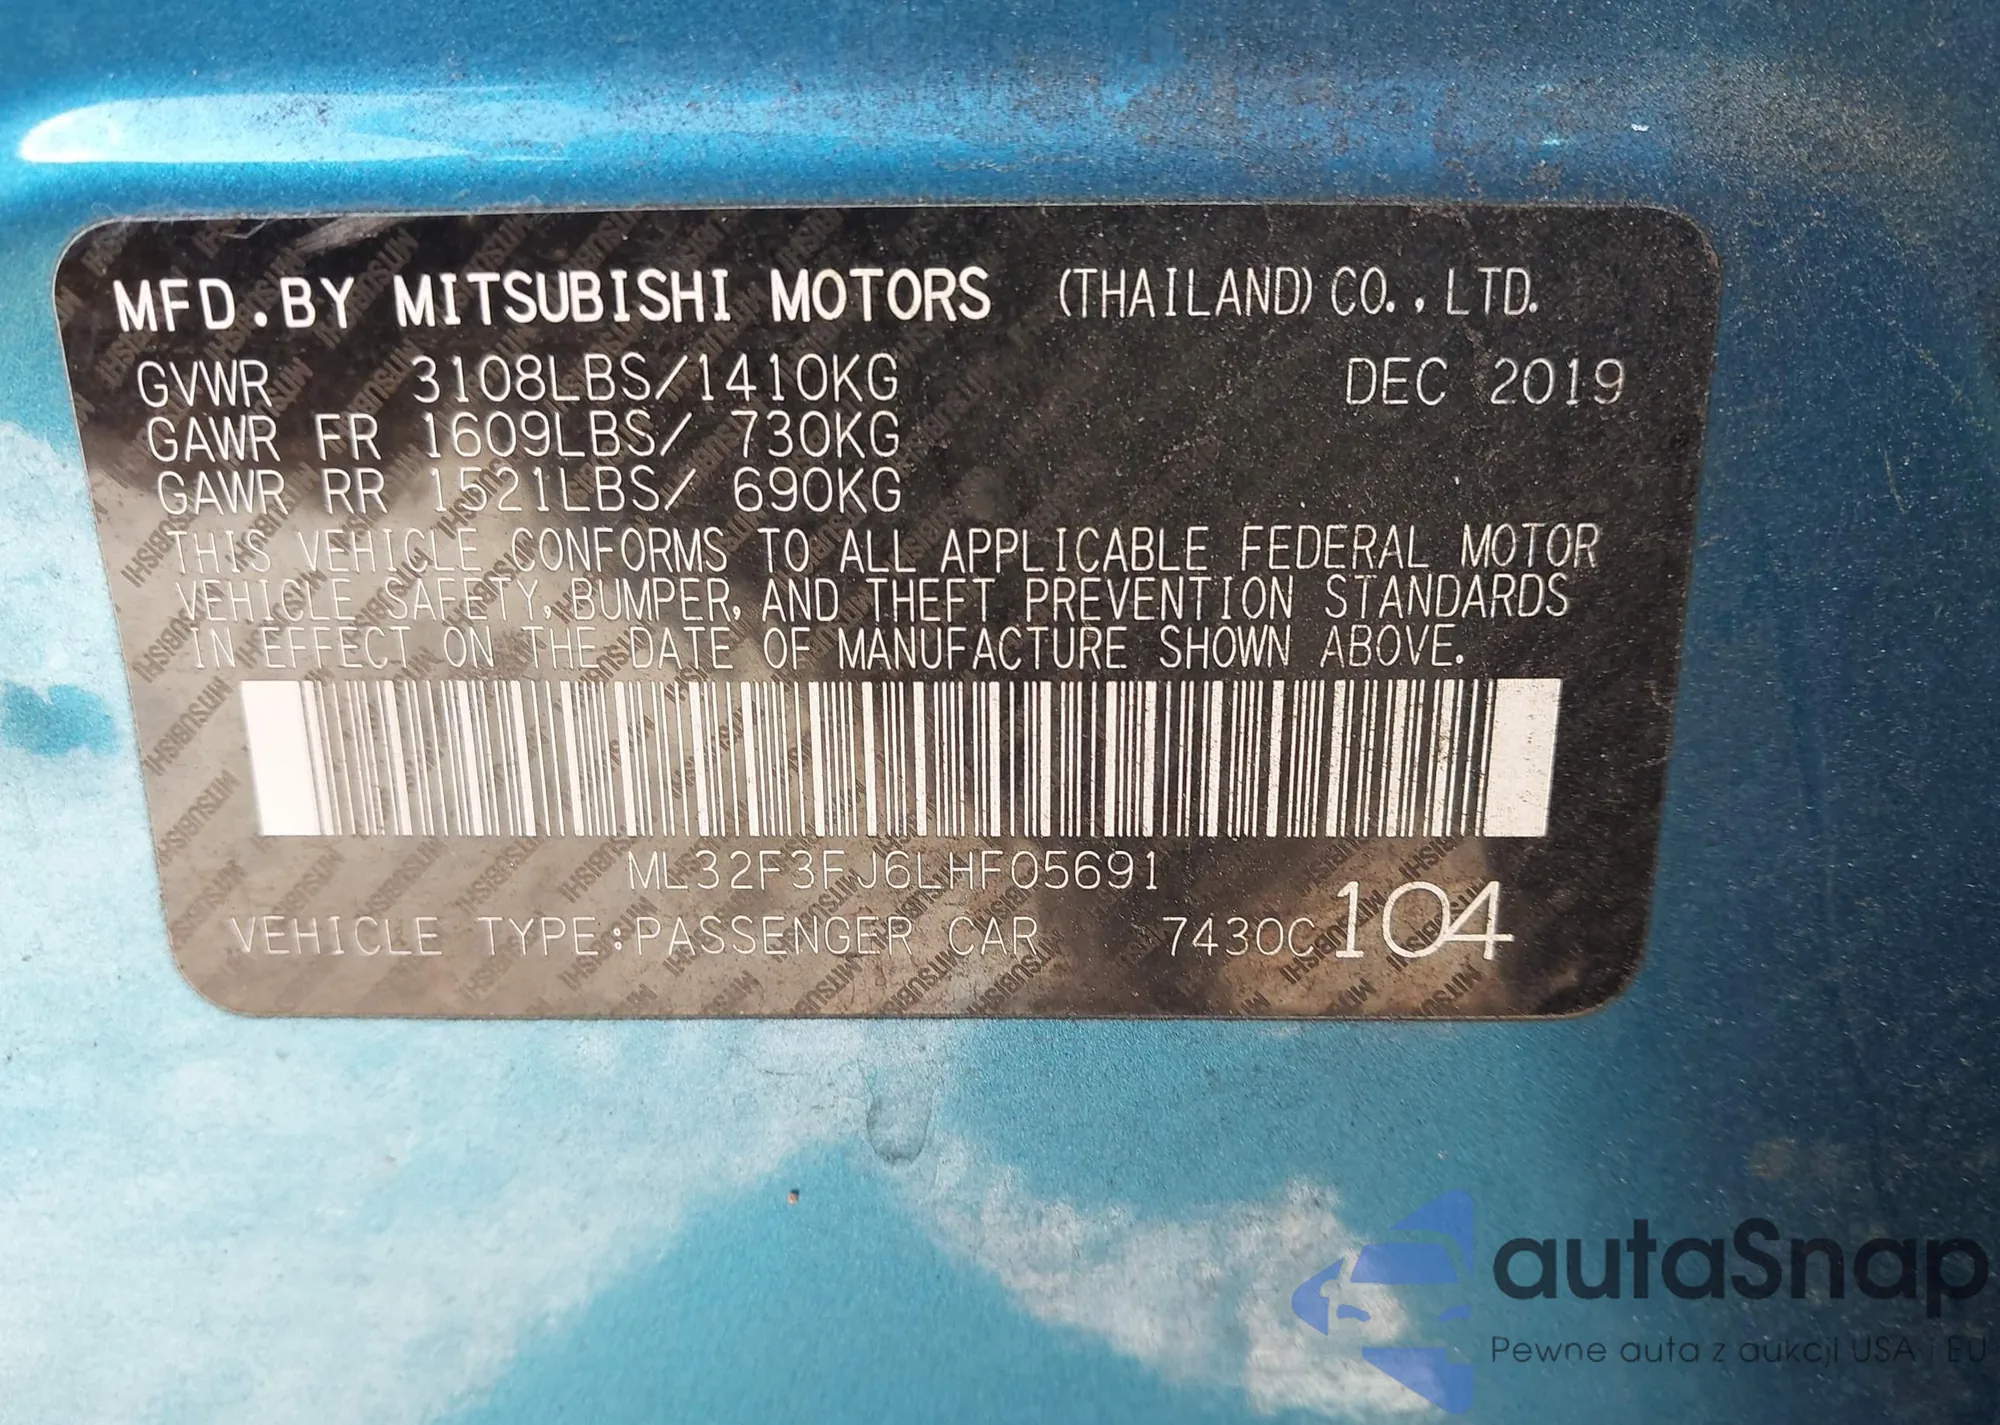 MFD.BY MITSUBISHI MOTORS (THAILAND) CO., LTD.
GVWR 3108LBS/1410KG DEC 2019
GAWR FR 1609LBS/ 730KG
GAWR RR 1521LBS/ 690KG
THIS VEHICLE CONFORMS TO ALL APPLICABLE FEDERAL MOTOR
VEHICLE SAFETY, BUMPER, AND THEFT PREVENTION STANDARDS
IN EFFECT ON THE DATE OF MANUFACTURE SHOWN ABOVE.
ML32F3FJ6LHF05691
VEHICLE TYPE:PASSENGER CAR 7430C104
autaSnap
Pewne auta z aukcji USA i EU